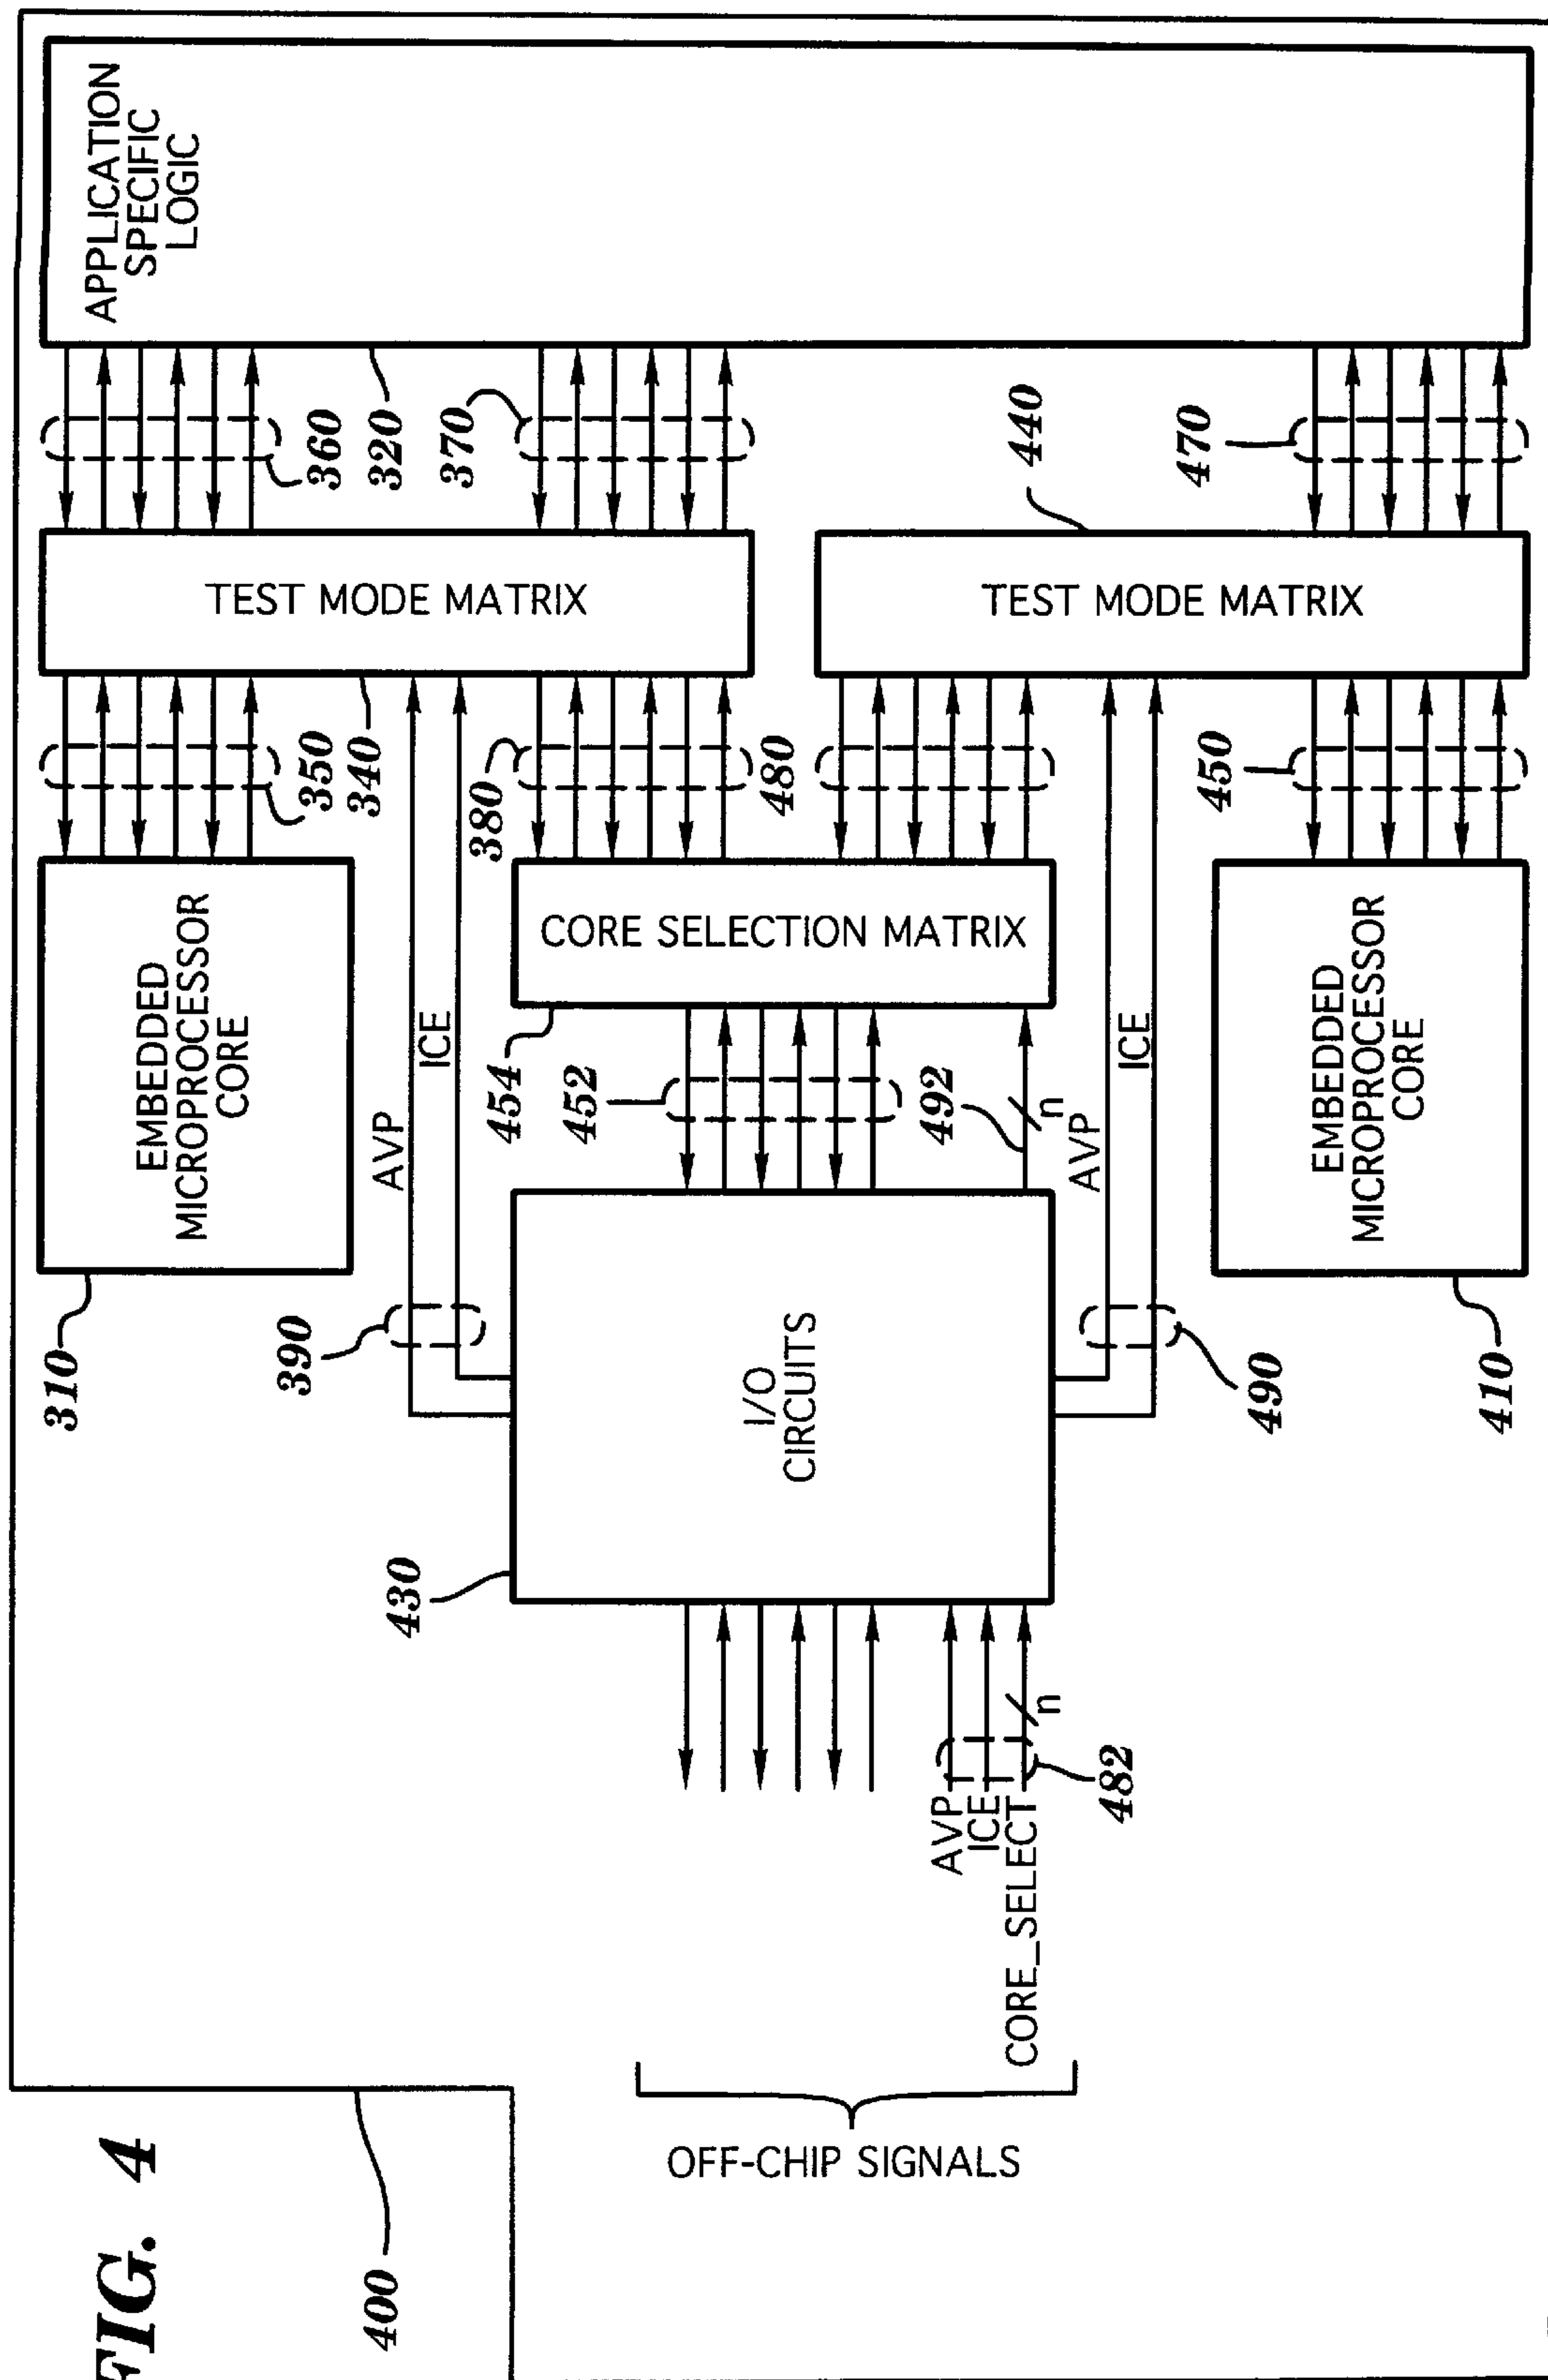 FIG. 4
400
310
EMBEDDED
MICROPROCESSOR
CORE
350
340
TEST MODE MATRIX
360
320
APPLICATION
SPECIFIC
LOGIC
390
AVP
ICE
380
370
430
I/O
CIRCUITS
454
452
492
n
CORE SELECTION MATRIX
480
440
OFF-CHIP SIGNALS
AVP
ICE
CORE_SELECT
n
482
AVP
ICE
490
TEST MODE MATRIX
470
450
410
EMBEDDED
MICROPROCESSOR
CORE